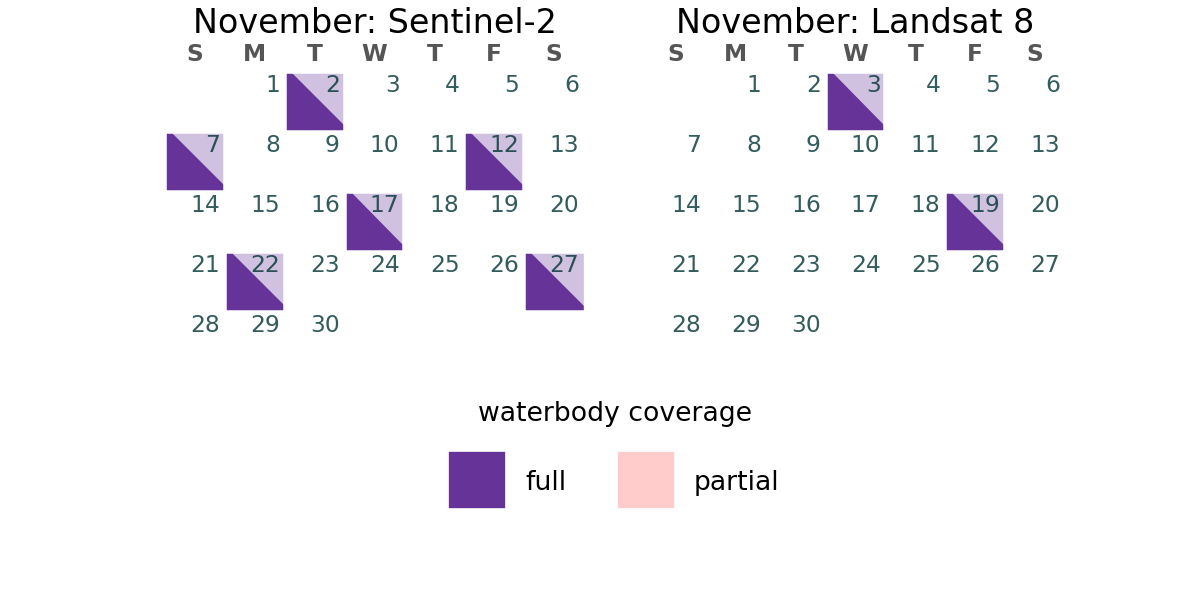 November: Sentinel-2
S M T W T F S
1 2 3 4 5 6
7 8 9 10 11 12 13
14 15 16 17 18 19 20
21 22 23 24 25 26 27
28 29 30
November: Landsat 8
S M T W T F S
1 2 3 4 5 6
7 8 9 10 11 12 13
14 15 16 17 18 19 20
21 22 23 24 25 26 27
28 29 30
waterbody coverage
full partial